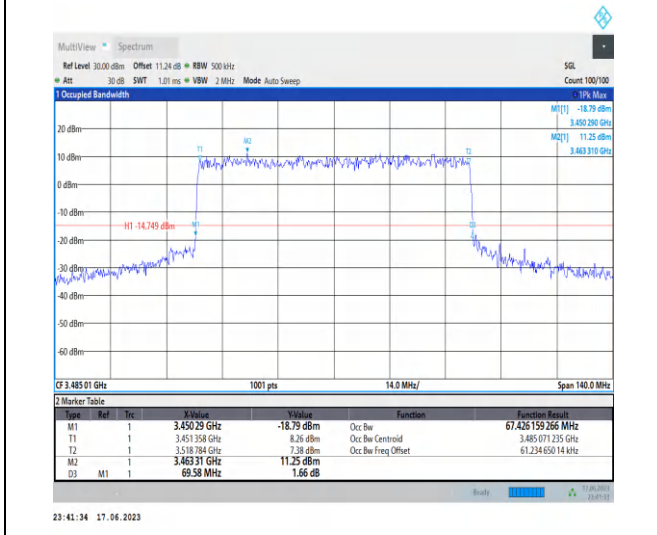 MultiView Spectrum
Ref Level 30.00 dBm Offset 11.24 dB RBW 500 kHz SGL
Att 30 dB SWT 1.01 ms VBW 2 MHz Mode Auto Sweep Count 100/100
1 Occupied Bandwidth 1Pk Max
M1[1] -18.79 dBm
3.450 290 GHz
M2[1] 11.25 dBm
3.463 310 GHz
20 dBm
M2
T1 T2
10 dBm
0 dBm
-10 dBm
H1 -14.749 dBm M1 D3
-20 dBm
-30 dBm
-40 dBm
-50 dBm
-60 dBm
CF 3.485 01 GHz 1001 pts 14.0 MHz/ Span 140.0 MHz
2 Marker Table
Type Ref Trc X-Value Y-Value Function Function Result
M1 1 3.450 29 GHz -18.79 dBm Occ Bw 67.426 159 266 MHz
T1 1 3.451 358 GHz 8.26 dBm Occ Bw Centroid 3.485 071 235 GHz
T2 1 3.518 784 GHz 7.38 dBm Occ Bw Freq Offset 61.234 650 14 kHz
M2 1 3.463 31 GHz 11.25 dBm
D3 M1 1 69.58 MHz 1.66 dB
Ready 17.06.2023
23:41:33
23:41:34 17.06.2023